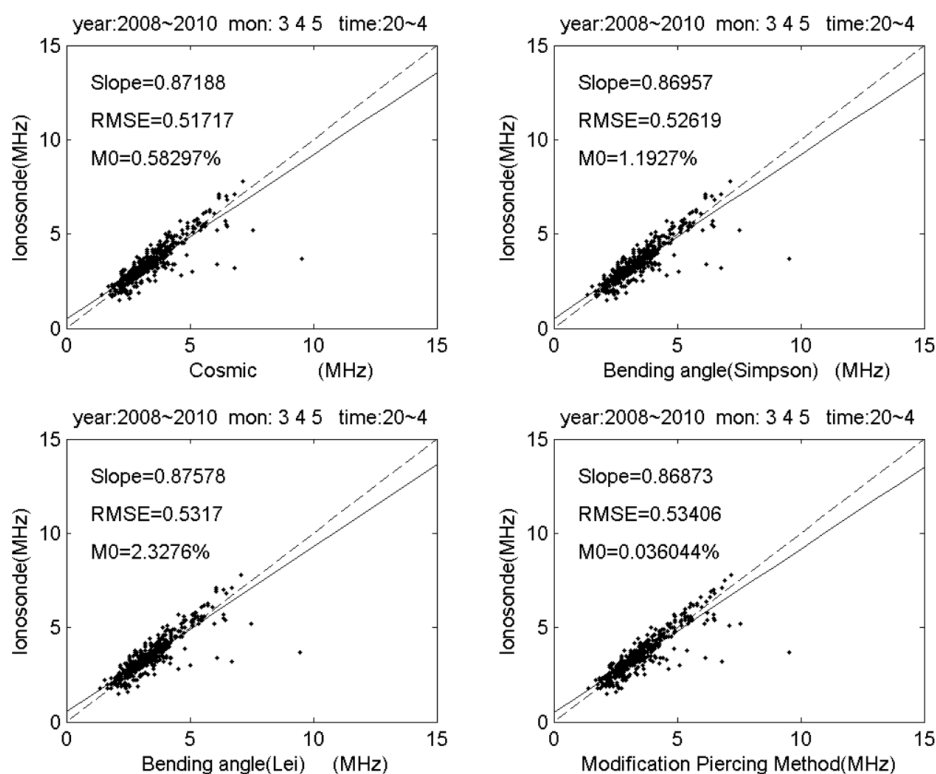 year:2008~2010 mon: 3 4 5 time:20~4
15
10
5
0
Ionosonde(MHz)
Slope=0.87188
RMSE=0.51717
M0=0.58297%
0 5 10 15
Cosmic (MHz)
year:2008~2010 mon: 3 4 5 time:20~4
15
10
5
0
Ionosonde(MHz)
Slope=0.86957
RMSE=0.52619
M0=1.1927%
0 5 10 15
Bending angle(Simpson) (MHz)
year:2008~2010 mon: 3 4 5 time:20~4
15
10
5
0
Ionosonde(MHz)
Slope=0.87578
RMSE=0.5317
M0=2.3276%
0 5 10 15
Bending angle(Lei) (MHz)
year:2008~2010 mon: 3 4 5 time:20~4
15
10
5
0
Ionosonde(MHz)
Slope=0.86873
RMSE=0.53406
M0=0.036044%
0 5 10 15
Modification Piercing Method(MHz)